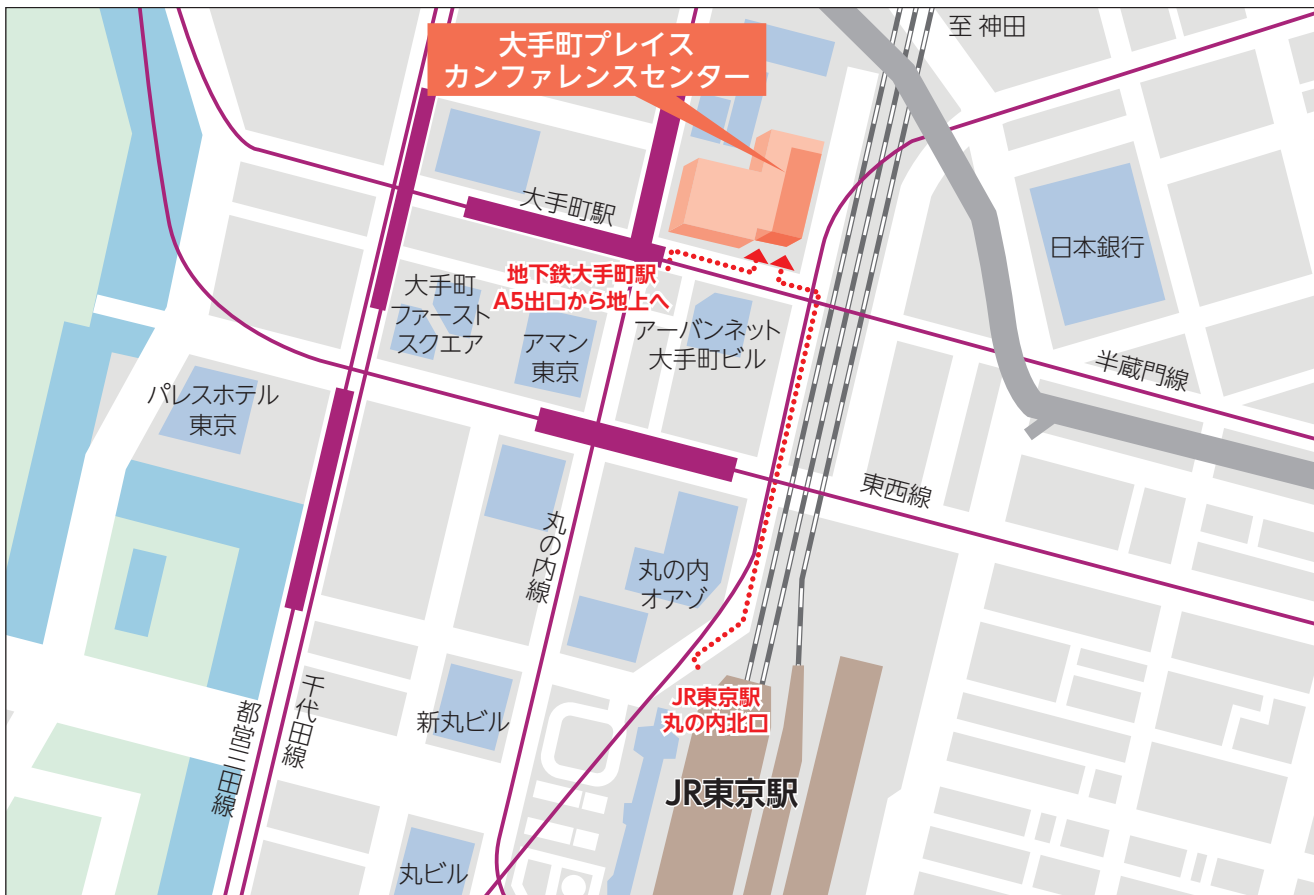 至 神田
大手町プレイス
カンファレンスセンター
大手町駅
日本銀行
地下鉄大手町駅
A5出口から地上へ
大手町
ファースト
スクエア
アマン
東京
アーバンネット
大手町ビル
半蔵門線
パレスホテル
東京
東西線
丸の内線
丸の内
オアゾ
千代田線
都営三田線
新丸ビル
JR東京駅
丸の内北口
JR東京駅
丸ビル